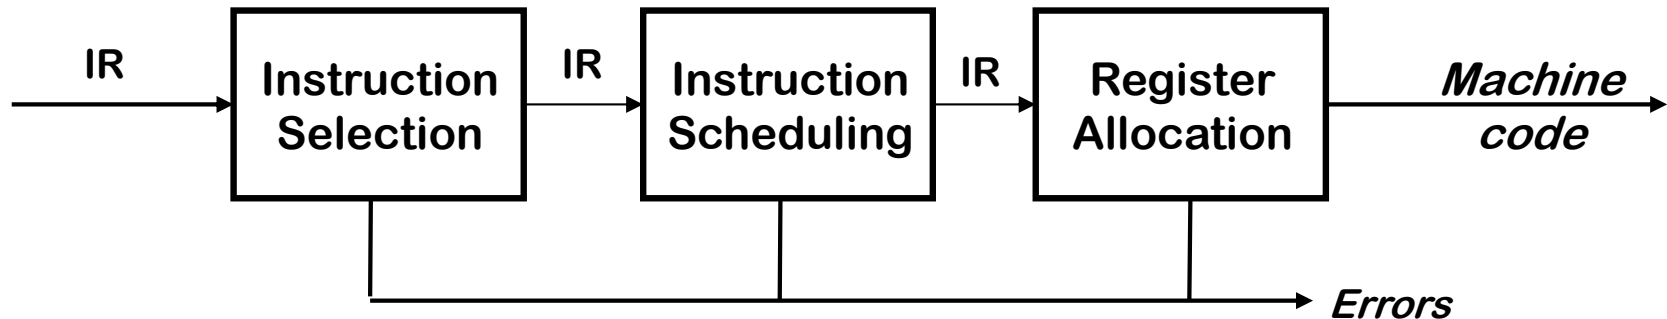 IR
Instruction
Selection
IR
Instruction
Scheduling
IR
Register
Allocation
Machine
code
Errors